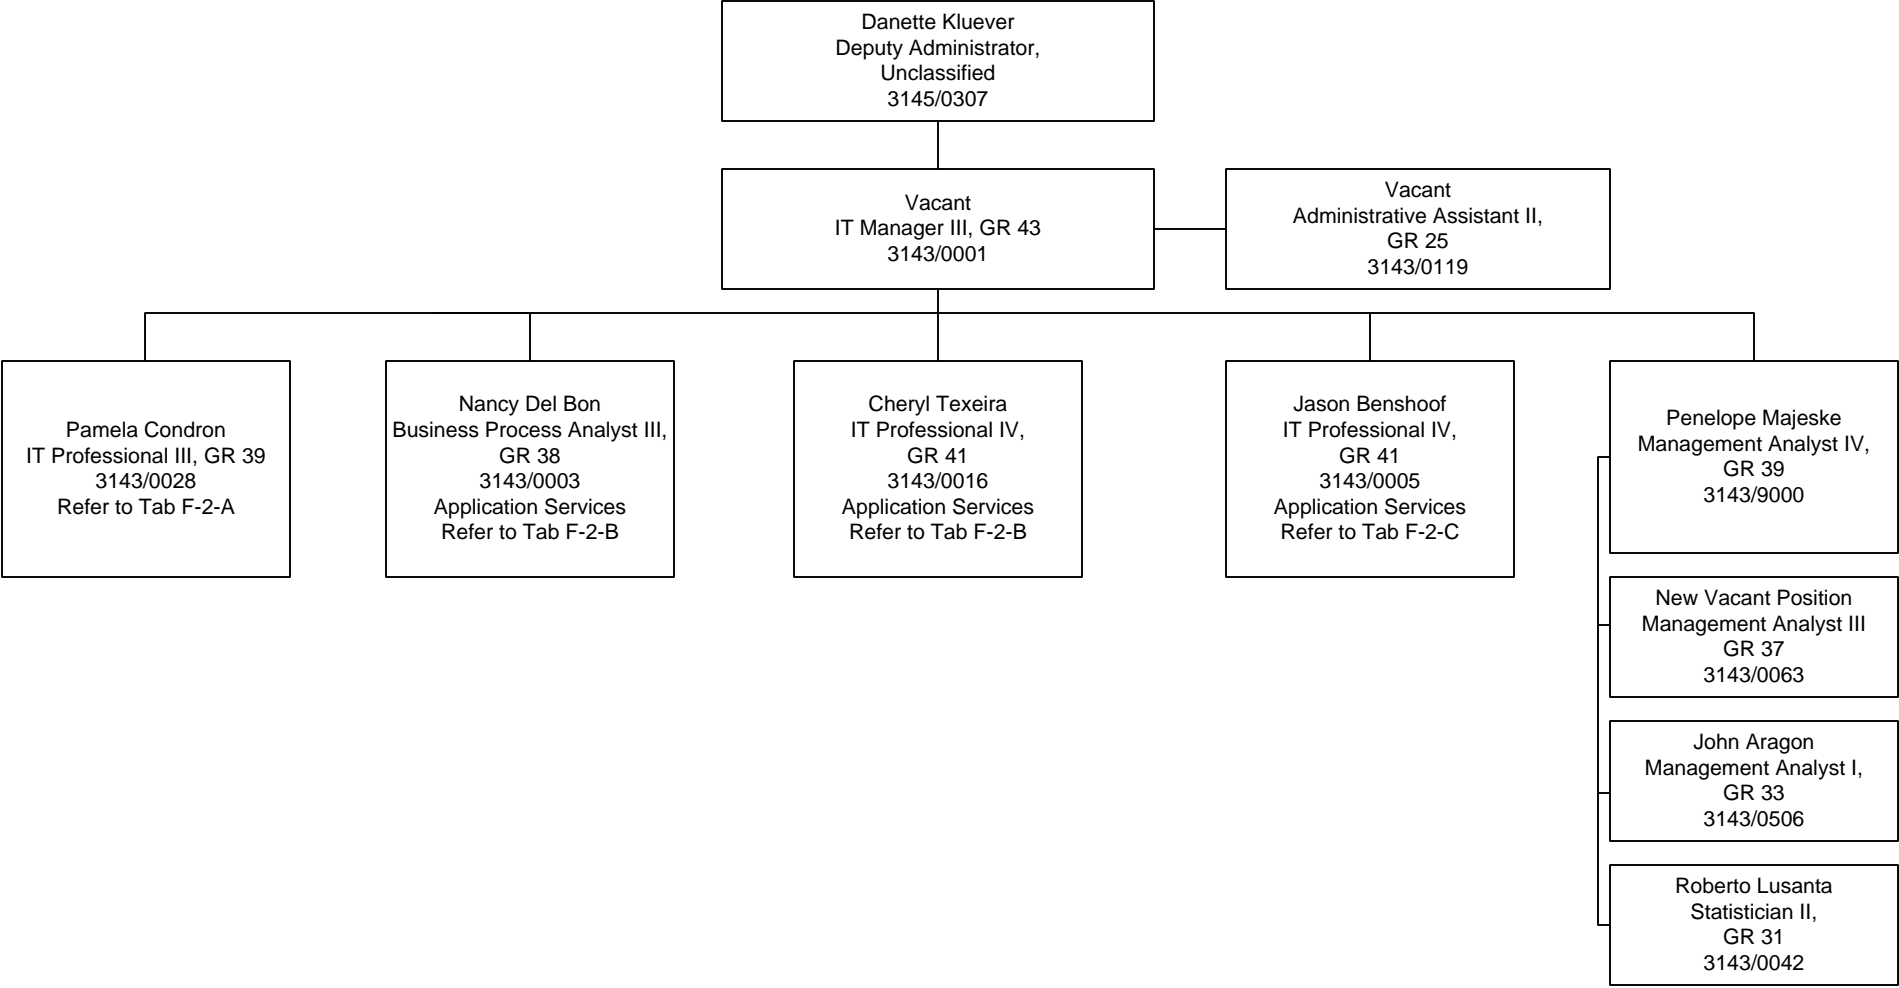 Danette Kluever
Deputy Administrator,
Unclassified
3145/0307
Vacant
IT Manager III, GR 43
3143/0001
Vacant
Administrative Assistant II,
GR 25
3143/0119
Pamela Condron
IT Professional III, GR 39
3143/0028
Refer to Tab F-2-A
Nancy Del Bon
Business Process Analyst III,
GR 38
3143/0003
Application Services
Refer to Tab F-2-B
Cheryl Texeira
IT Professional IV,
GR 41
3143/0016
Application Services
Refer to Tab F-2-B
Jason Benshoof
IT Professional IV,
GR 41
3143/0005
Application Services
Refer to Tab F-2-C
Penelope Majeske
Management Analyst IV,
GR 39
3143/9000
New Vacant Position
Management Analyst III
GR 37
3143/0063
John Aragon
Management Analyst I,
GR 33
3143/0506
Roberto Lusanta
Statistician II,
GR 31
3143/0042